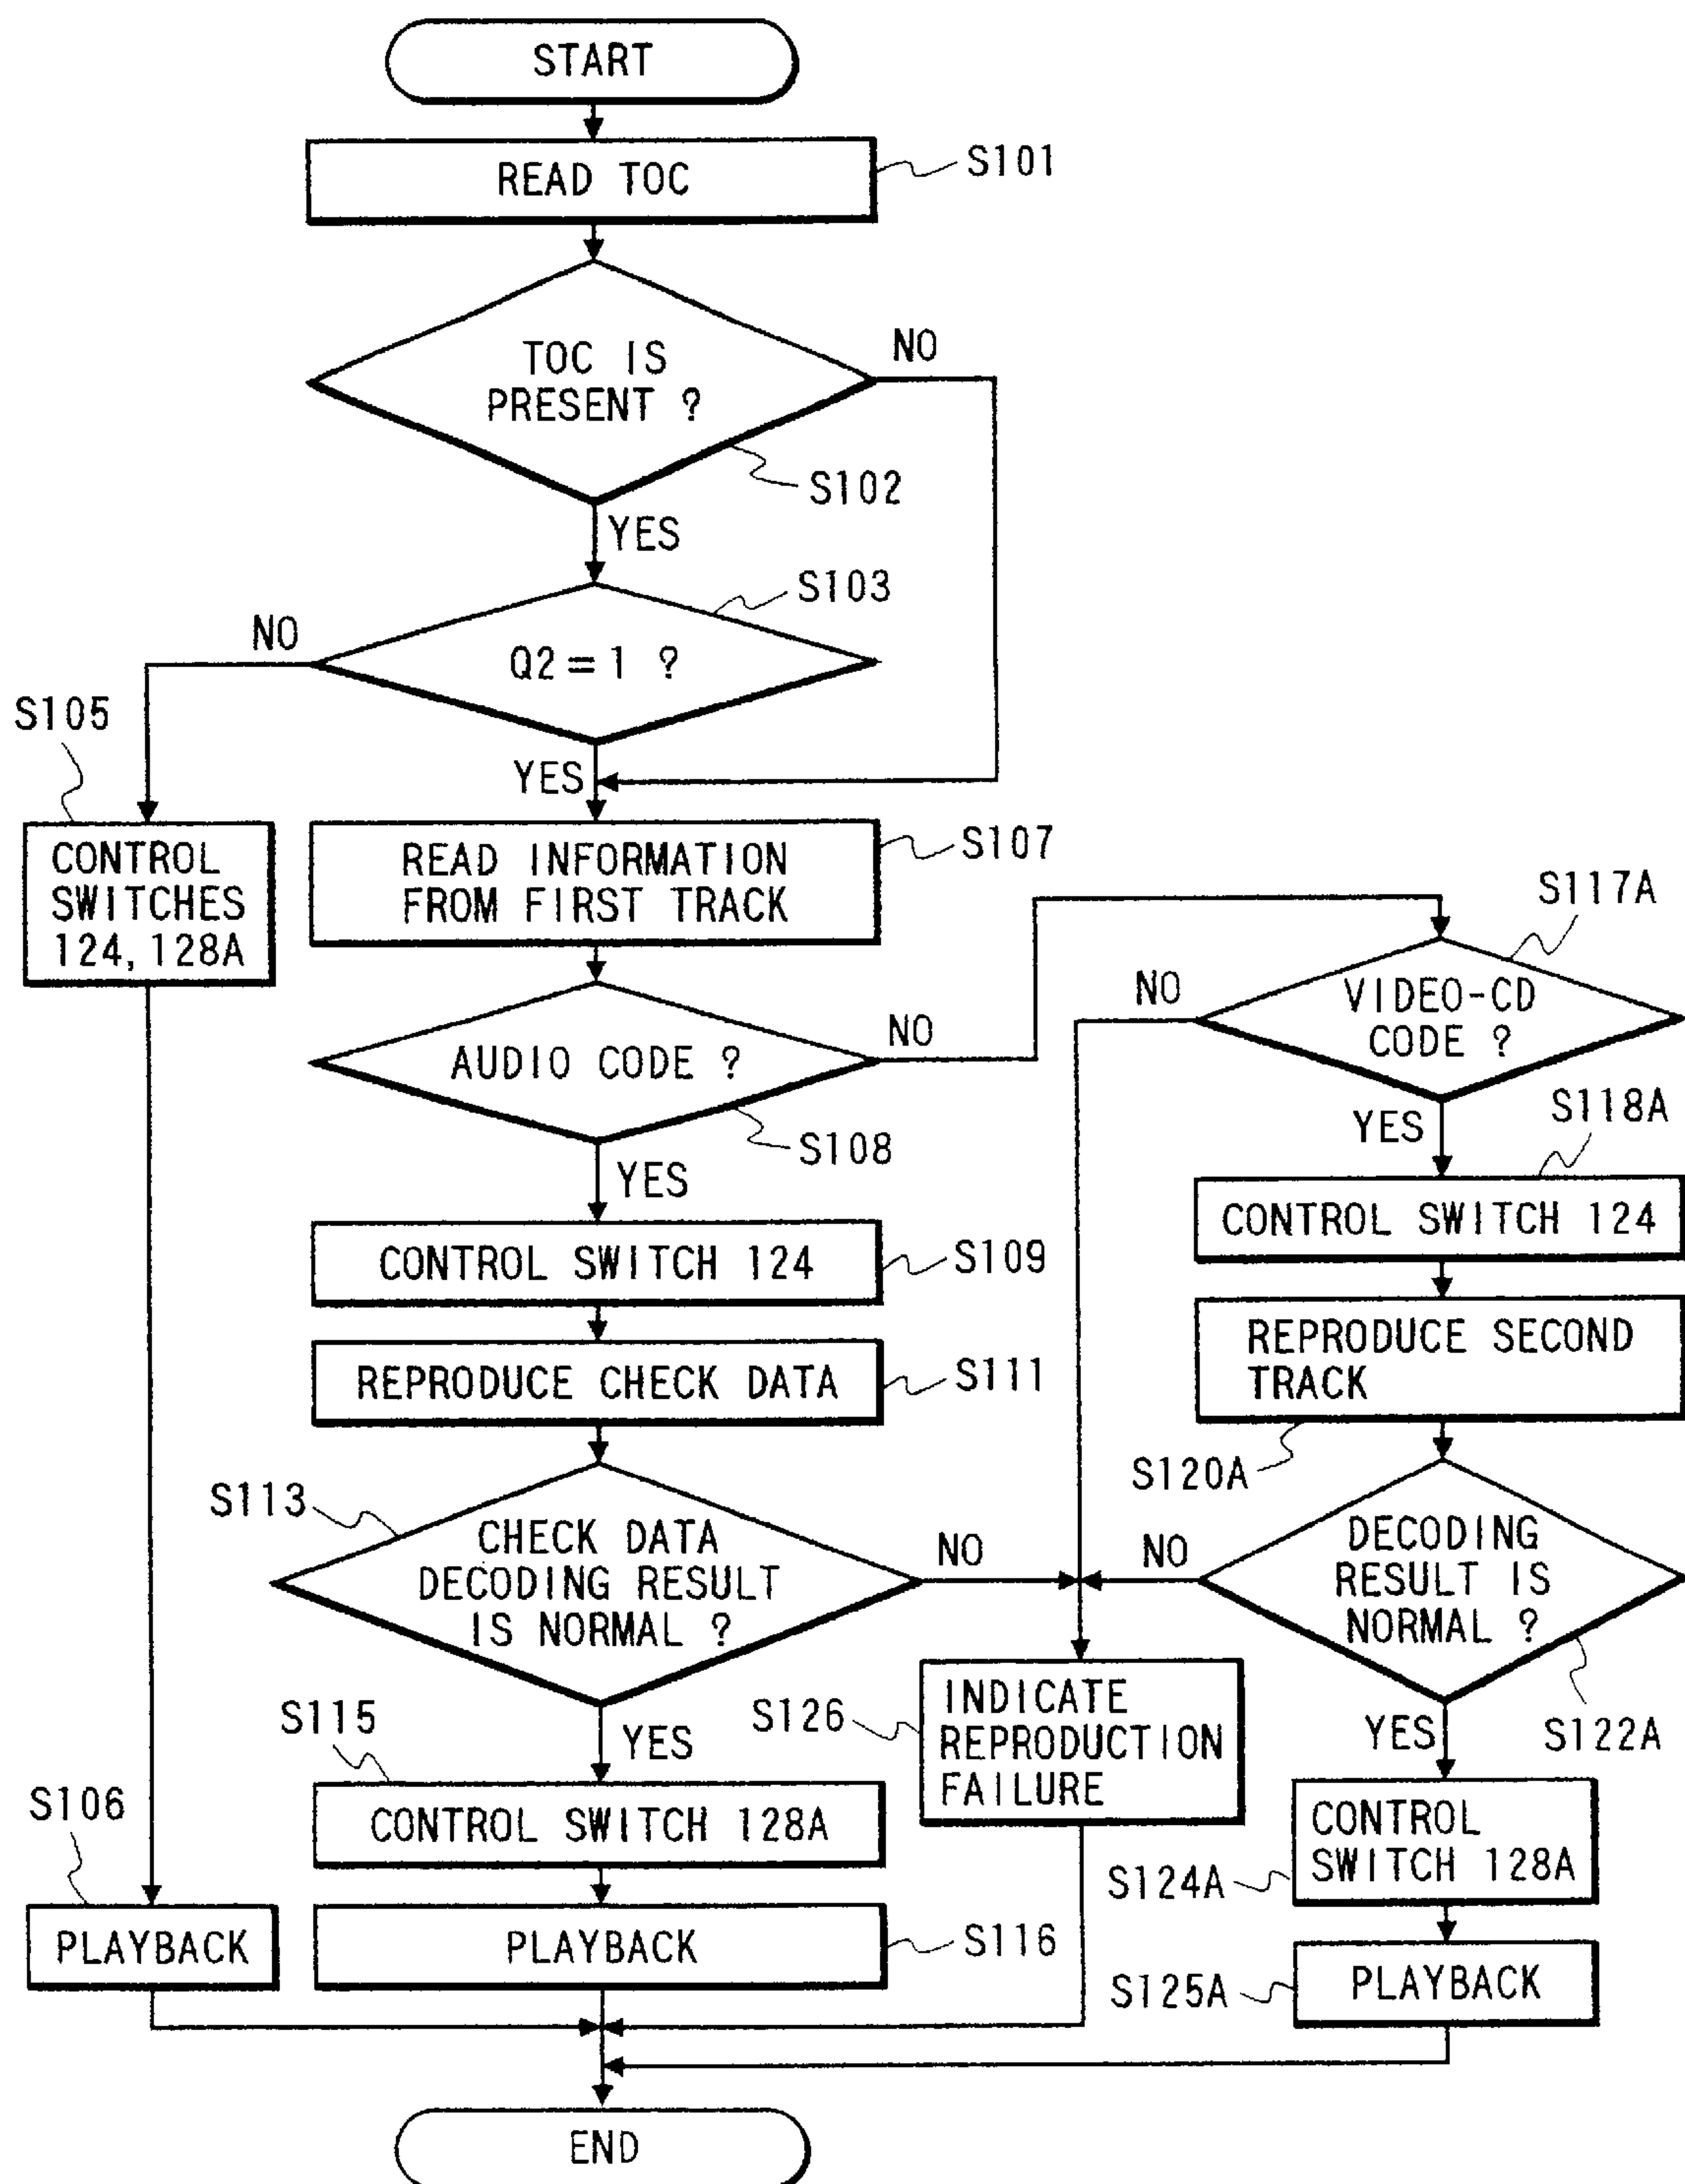 START
READ TOC
S101
TOC IS
PRESENT ?
NO
S102
YES
S103
Q2 = 1 ?
NO
YES
S105
CONTROL
SWITCHES
124, 128A
READ INFORMATION
FROM FIRST TRACK
S107
AUDIO CODE ?
NO
S108
YES
S117A
VIDEO-CD
CODE ?
NO
YES
S118A
CONTROL SWITCH 124
S109
CONTROL SWITCH 124
REPRODUCE CHECK DATA
S111
REPRODUCE SECOND
TRACK
S120A
S113
CHECK DATA
DECODING RESULT
IS NORMAL ?
NO
NO
DECODING
RESULT IS
NORMAL ?
S122A
YES
YES
S115
S126
INDICATE
REPRODUCTION
FAILURE
CONTROL SWITCH 128A
CONTROL
SWITCH 128A
S124A
S106
PLAYBACK
PLAYBACK
S116
S125A
PLAYBACK
END